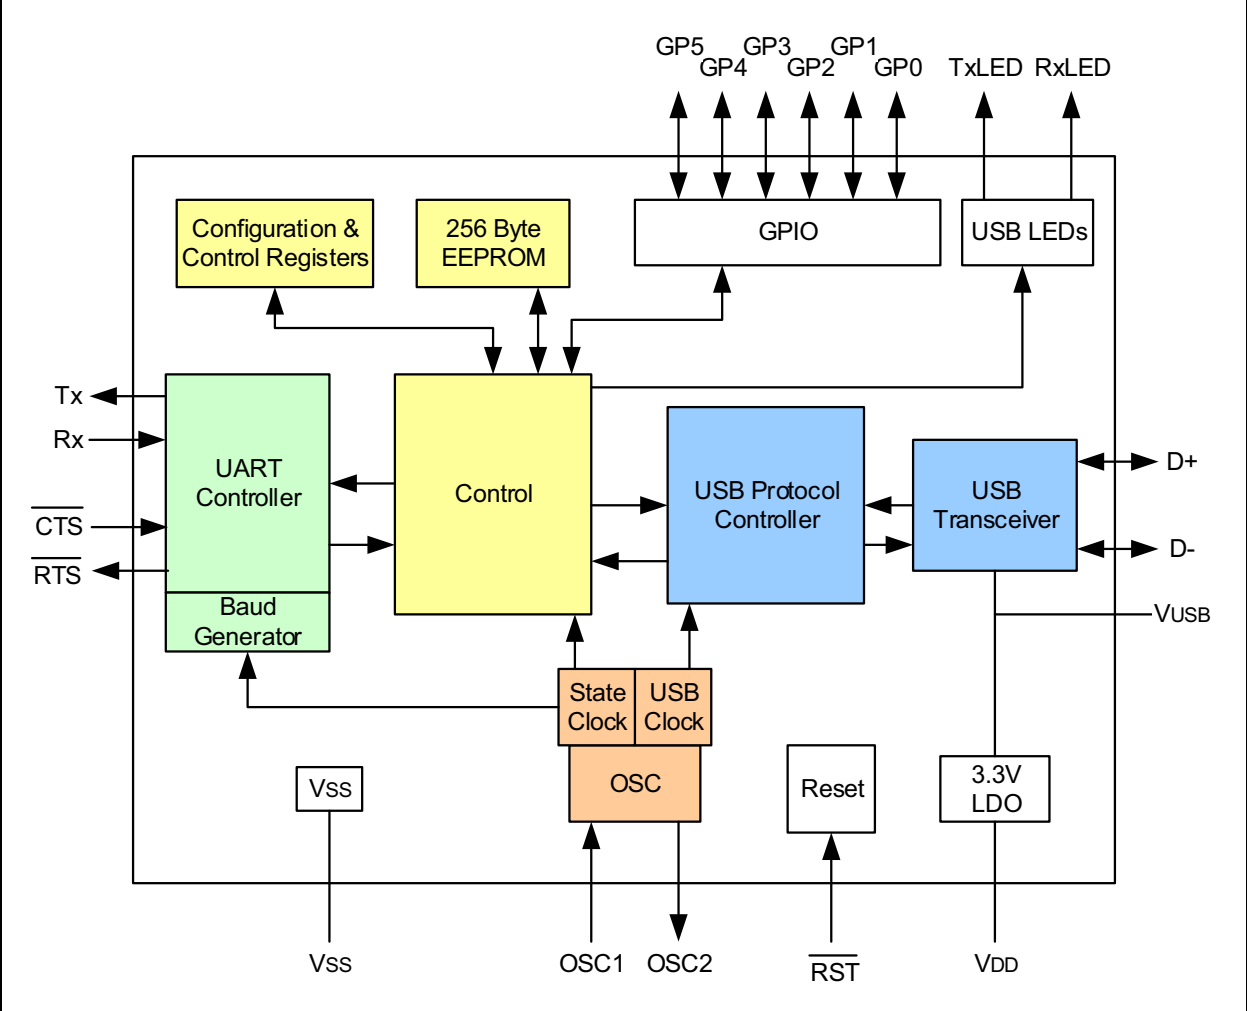 GP5
GP3
GP1
GP4
GP2
GP0
TxLED
RxLED
Configuration &
Control Registers
256 Byte
EEPROM
GPIO
USB LEDs
Tx
Rx
CTS
RTS
UART
Controller
Baud
Generator
Control
USB Protocol
Controller
USB
Transceiver
D+
D-
VUSB
State
Clock
USB
Clock
OSC
VSS
Reset
3.3V
LDO
VSS
OSC1
OSC2
RST
VDD